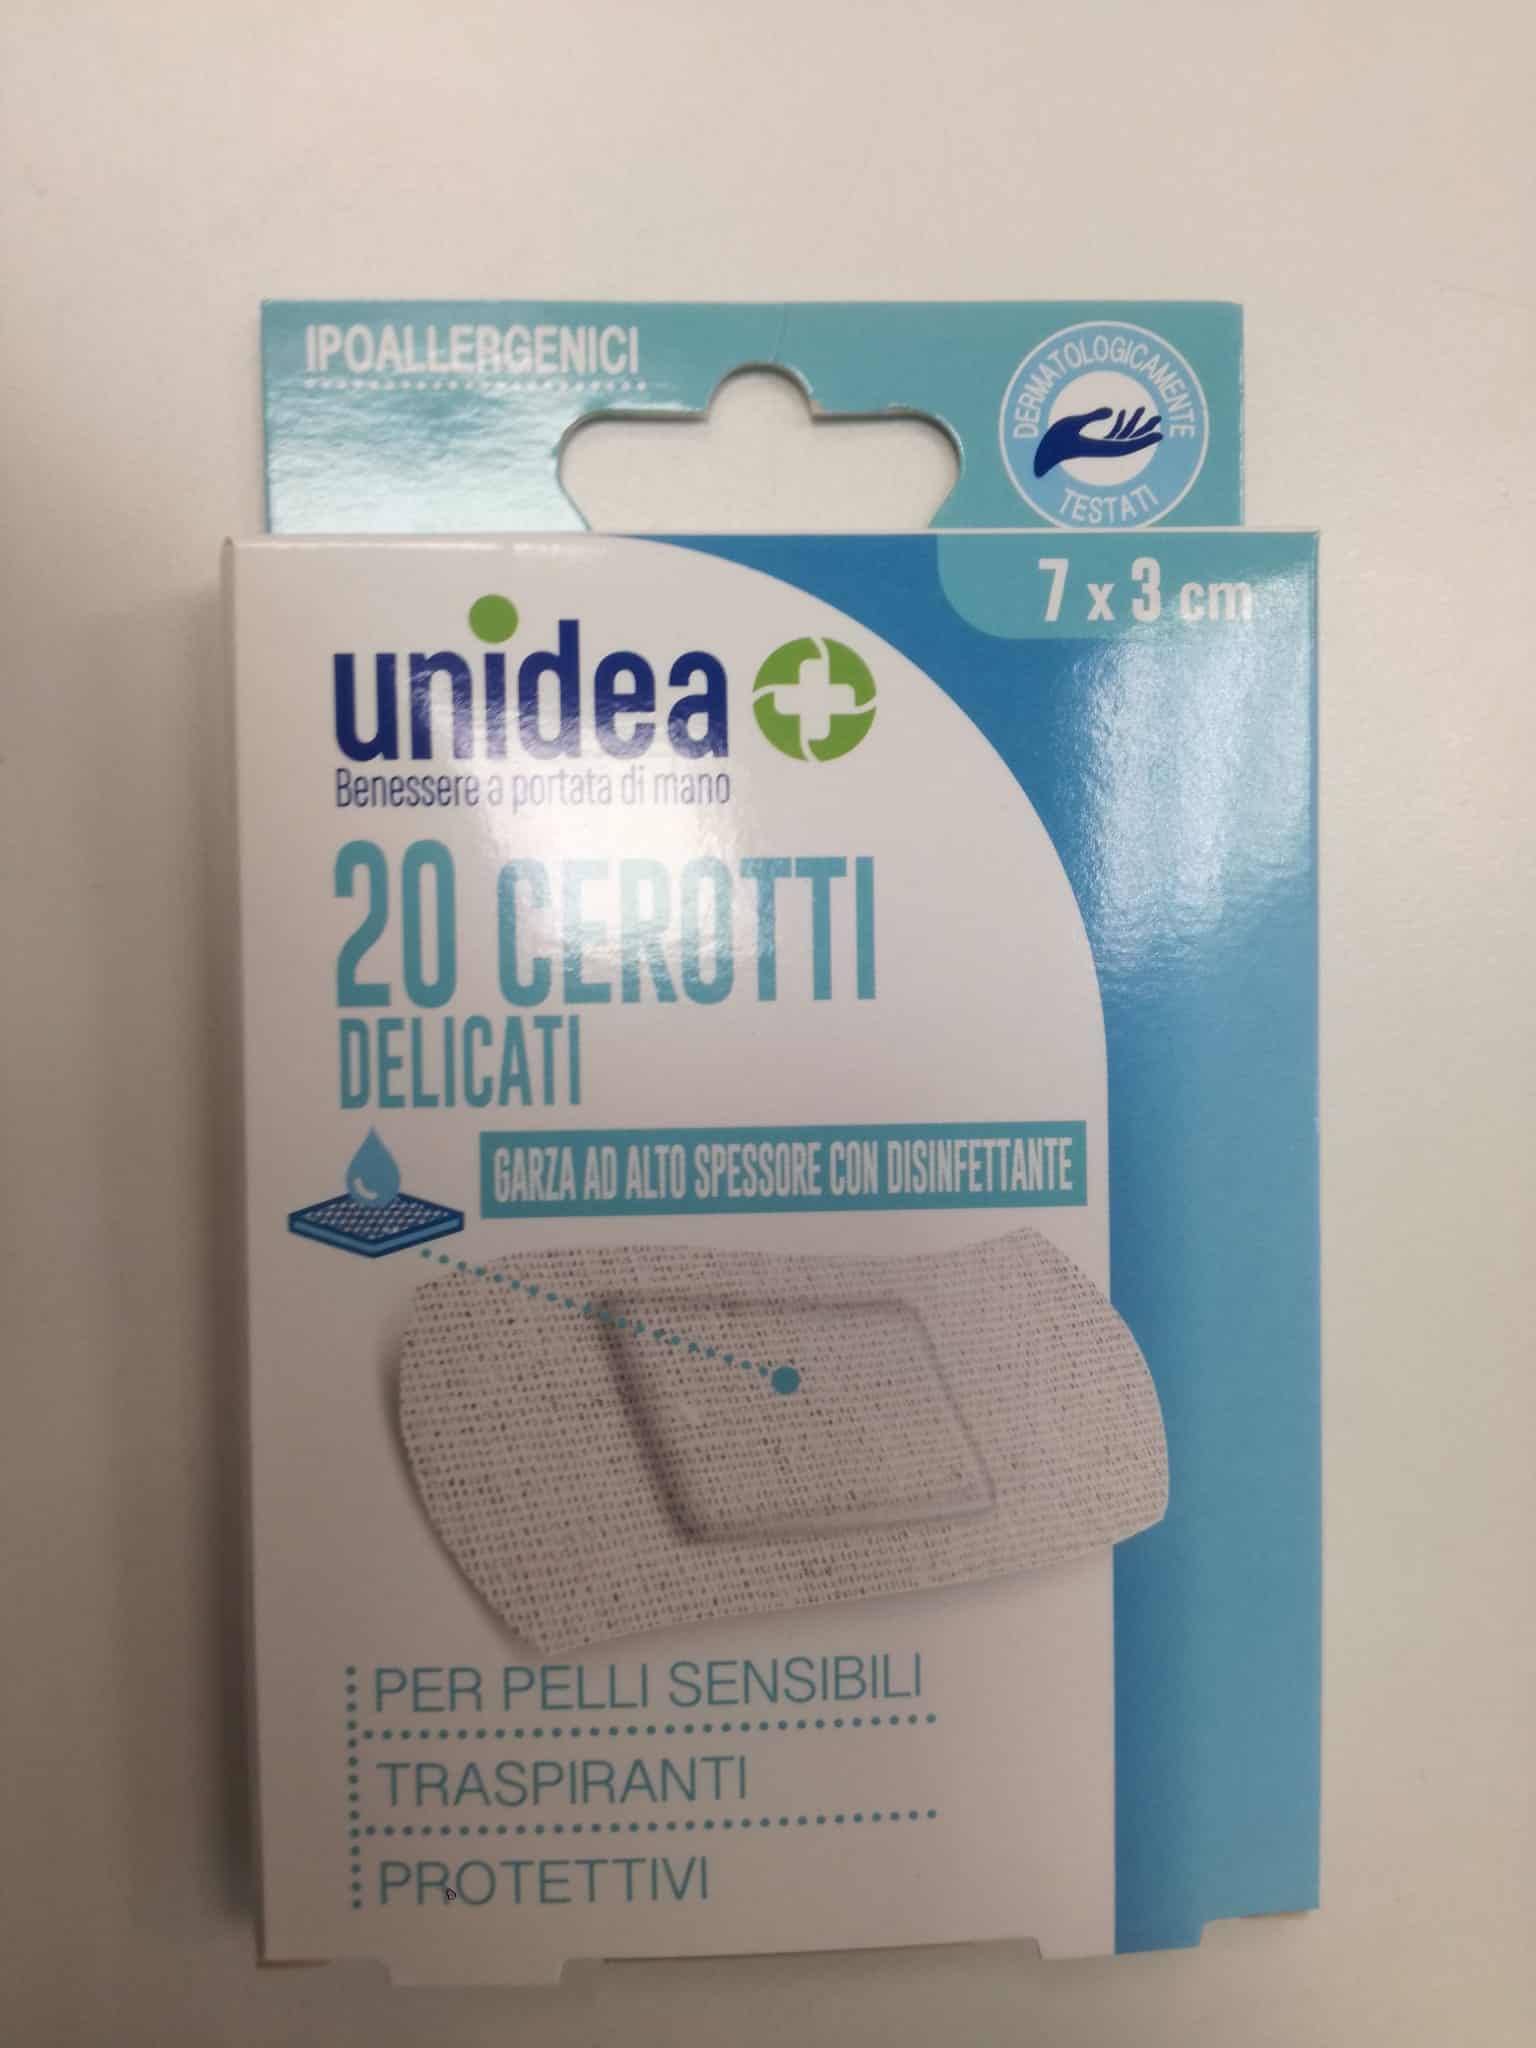 IPOALLERGENICI
DERMATOLOGICAMENTE
TESTATI
7 x 3 cm
unidea
Benessere a portata di mano
20 CEROTTI
DELICATI
GARZA AD ALTO SPESSORE CON DISINFETTANTE
PER PELLI SENSIBILI
TRASPIRANTI
PROTETTIVI